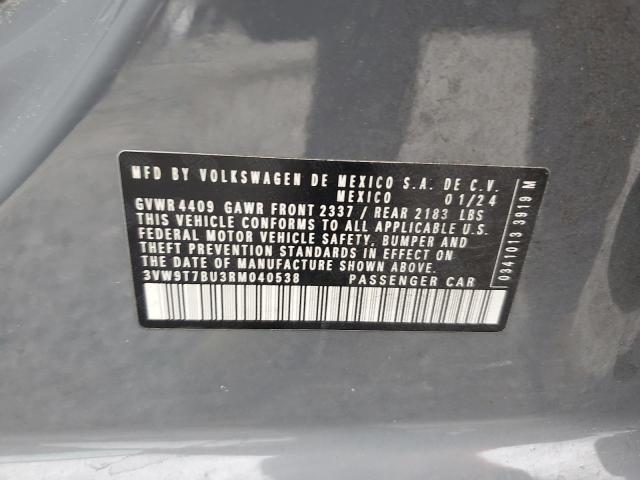 MFD BY VOLKSWAGEN DE MEXICO S.A. DE C.V.
MEXICO 01/24
GVWR 4409 GAWR FRONT 2337 / REAR 2183 LBS
THIS VEHICLE CONFORMS TO ALL APPLICABLE U.S.
FEDERAL MOTOR VEHICLE SAFETY, BUMPER AND
THEFT PREVENTION STANDARDS IN EFFECT ON
THE DATE OF MANUFACTURE SHOWN ABOVE.
3VW9T7BU3RM040538 PASSENGER CAR
0341013 3919 M